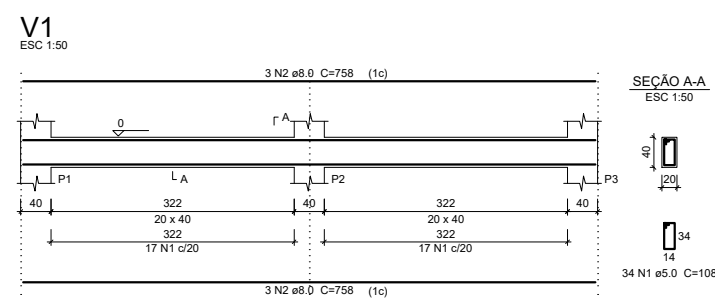 V1
ESC 1:50
3 N2 ø8.0 C=758 (1c)
SEÇÃO A-A
ESC 1:50
0
A
A
P1
P2
P3
40
20
40
322
40
322
40
20 x 40
20 x 40
322
322
17 N1 c/20
17 N1 c/20
34
14
34 N1 ø5.0 C=108
3 N2 ø8.0 C=758 (1c)